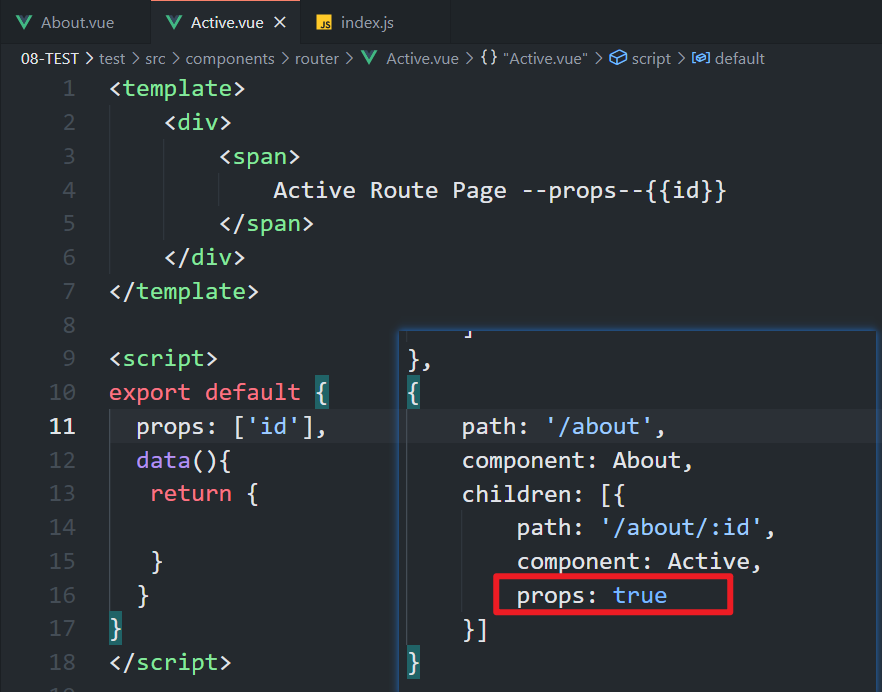 About.vue
Active.vue
JS index.js
08-TEST > test > src > components > router > Active.vue > {} "Active.vue" > script > default
1 <template>
2 <div>
3 <span>
4 Active Route Page --props--{{id}}
5 </span>
6 </div>
7 </template>
8
9 <script>
10 export default {
11 props: ['id'],
12 data(){
13 return {
14
15 }
16 }
17 }
18 </script>
},
{
path: '/about',
component: About,
children: [{
path: '/about/:id',
component: Active,
props: true
}]
}